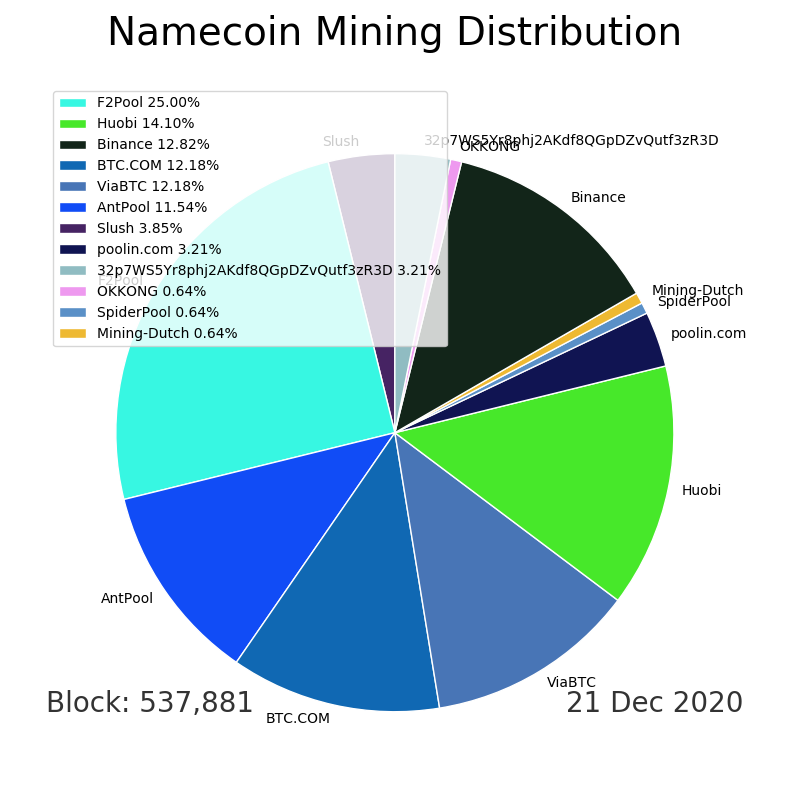 Namecoin Mining Distribution
F2Pool 25.00%
Huobi 14.10%
Binance 12.82%
BTC.COM 12.18%
ViaBTC 12.18%
AntPool 11.54%
Slush 3.85%
poolin.com 3.21%
32p7WS5Yr8phj2AKdf8QGpDZvQutf3zR3D 3.21%
OKKONG 0.64%
SpiderPool 0.64%
Mining-Dutch 0.64%
Slush
32p7WS5Yr8phj2AKdf8QGpDZvQutf3zR3D
OKKONG
Binance
Mining-Dutch
SpiderPool
poolin.com
F2Pool
Huobi
AntPool
ViaBTC
BTC.COM
Block: 537,881
21 Dec 2020